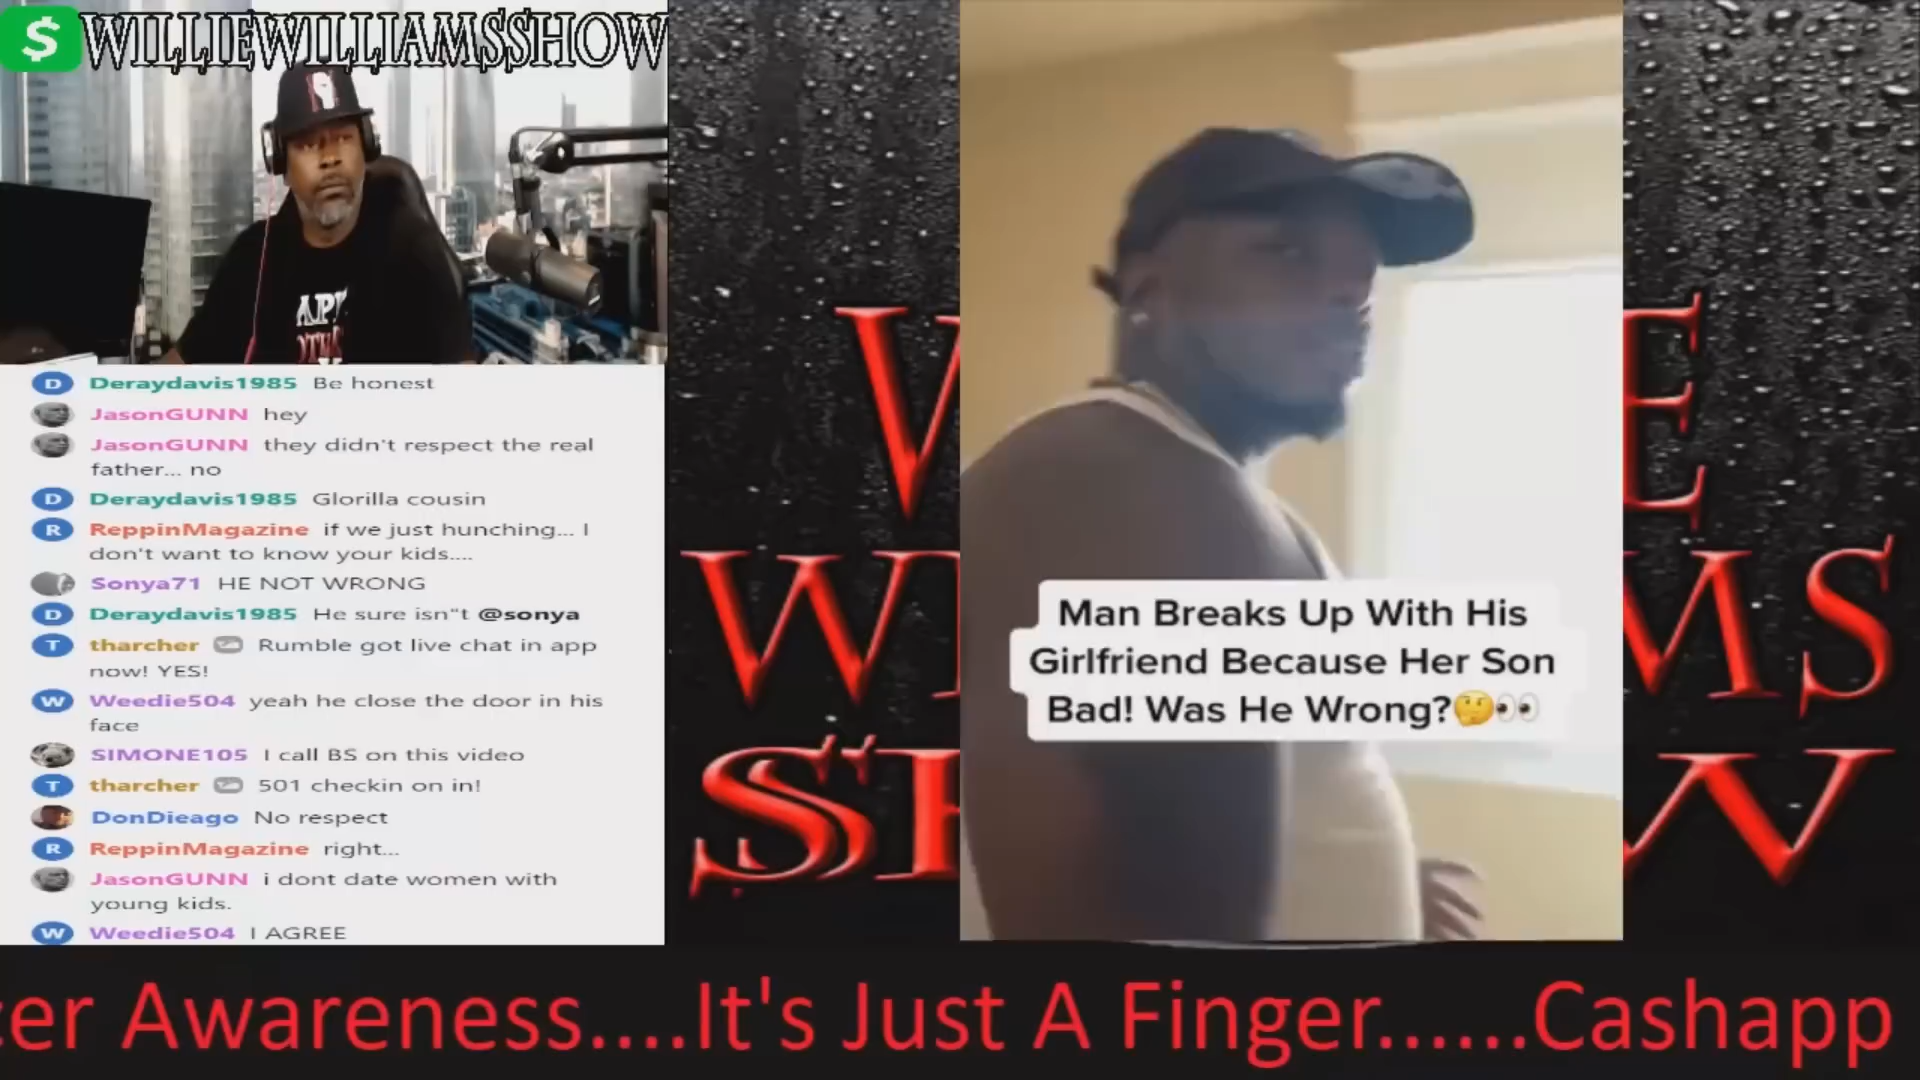 $ WILLIEWILLIAMSSHOW
D Deraydavis1985 Be honest
JasonGUNN hey
JasonGUNN they didn't respect the real
father... no
D Deraydavis1985 Glorilla cousin
R ReppinMagazine if we just hunching... I
don't want to know your kids....
Sonya71 HE NOT WRONG
D Deraydavis1985 He sure isn"t @sonya
T tharcher Rumble got live chat in app
now! YES!
W Weedie504 yeah he close the door in his
face
SIMONE105 I call BS on this video
T tharcher 501 checkin on in!
DonDieago No respect
R ReppinMagazine right...
JasonGUNN i dont date women with
young kids.
W Weedie504 I AGREE
Man Breaks Up With His
Girlfriend Because Her Son
Bad! Was He Wrong?🤔👀
cer Awareness....It's Just A Finger......Cashapp